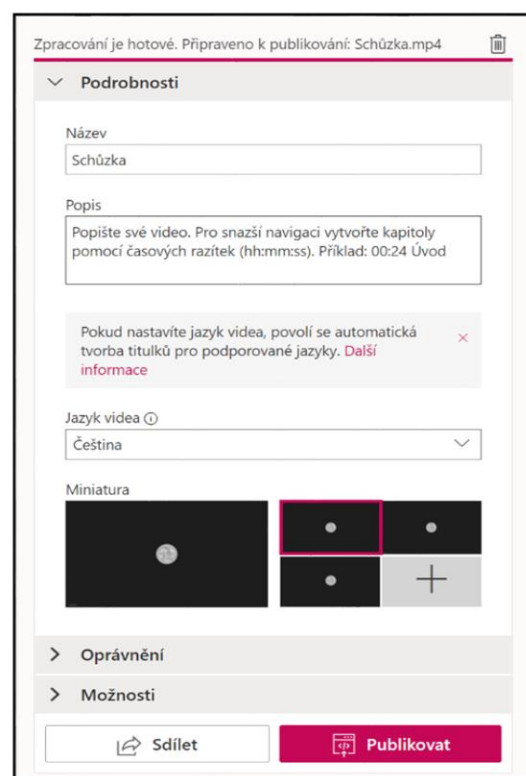 Zpracování je hotové. Připraveno k publikování: Schůzka.mp4
Podrobnosti
Název
Schůzka
Popis
Popište své video. Pro snazší navigaci vytvořte kapitoly
pomocí časových razítek (hh:mm:ss). Příklad: 00:24 Úvod
Pokud nastavíte jazyk videa, povolí se automatická
tvorba titulků pro podporované jazyky. Další
informace
Jazyk videa
Čeština
Miniatura
Oprávnění
Možnosti
Sdílet
Publikovat